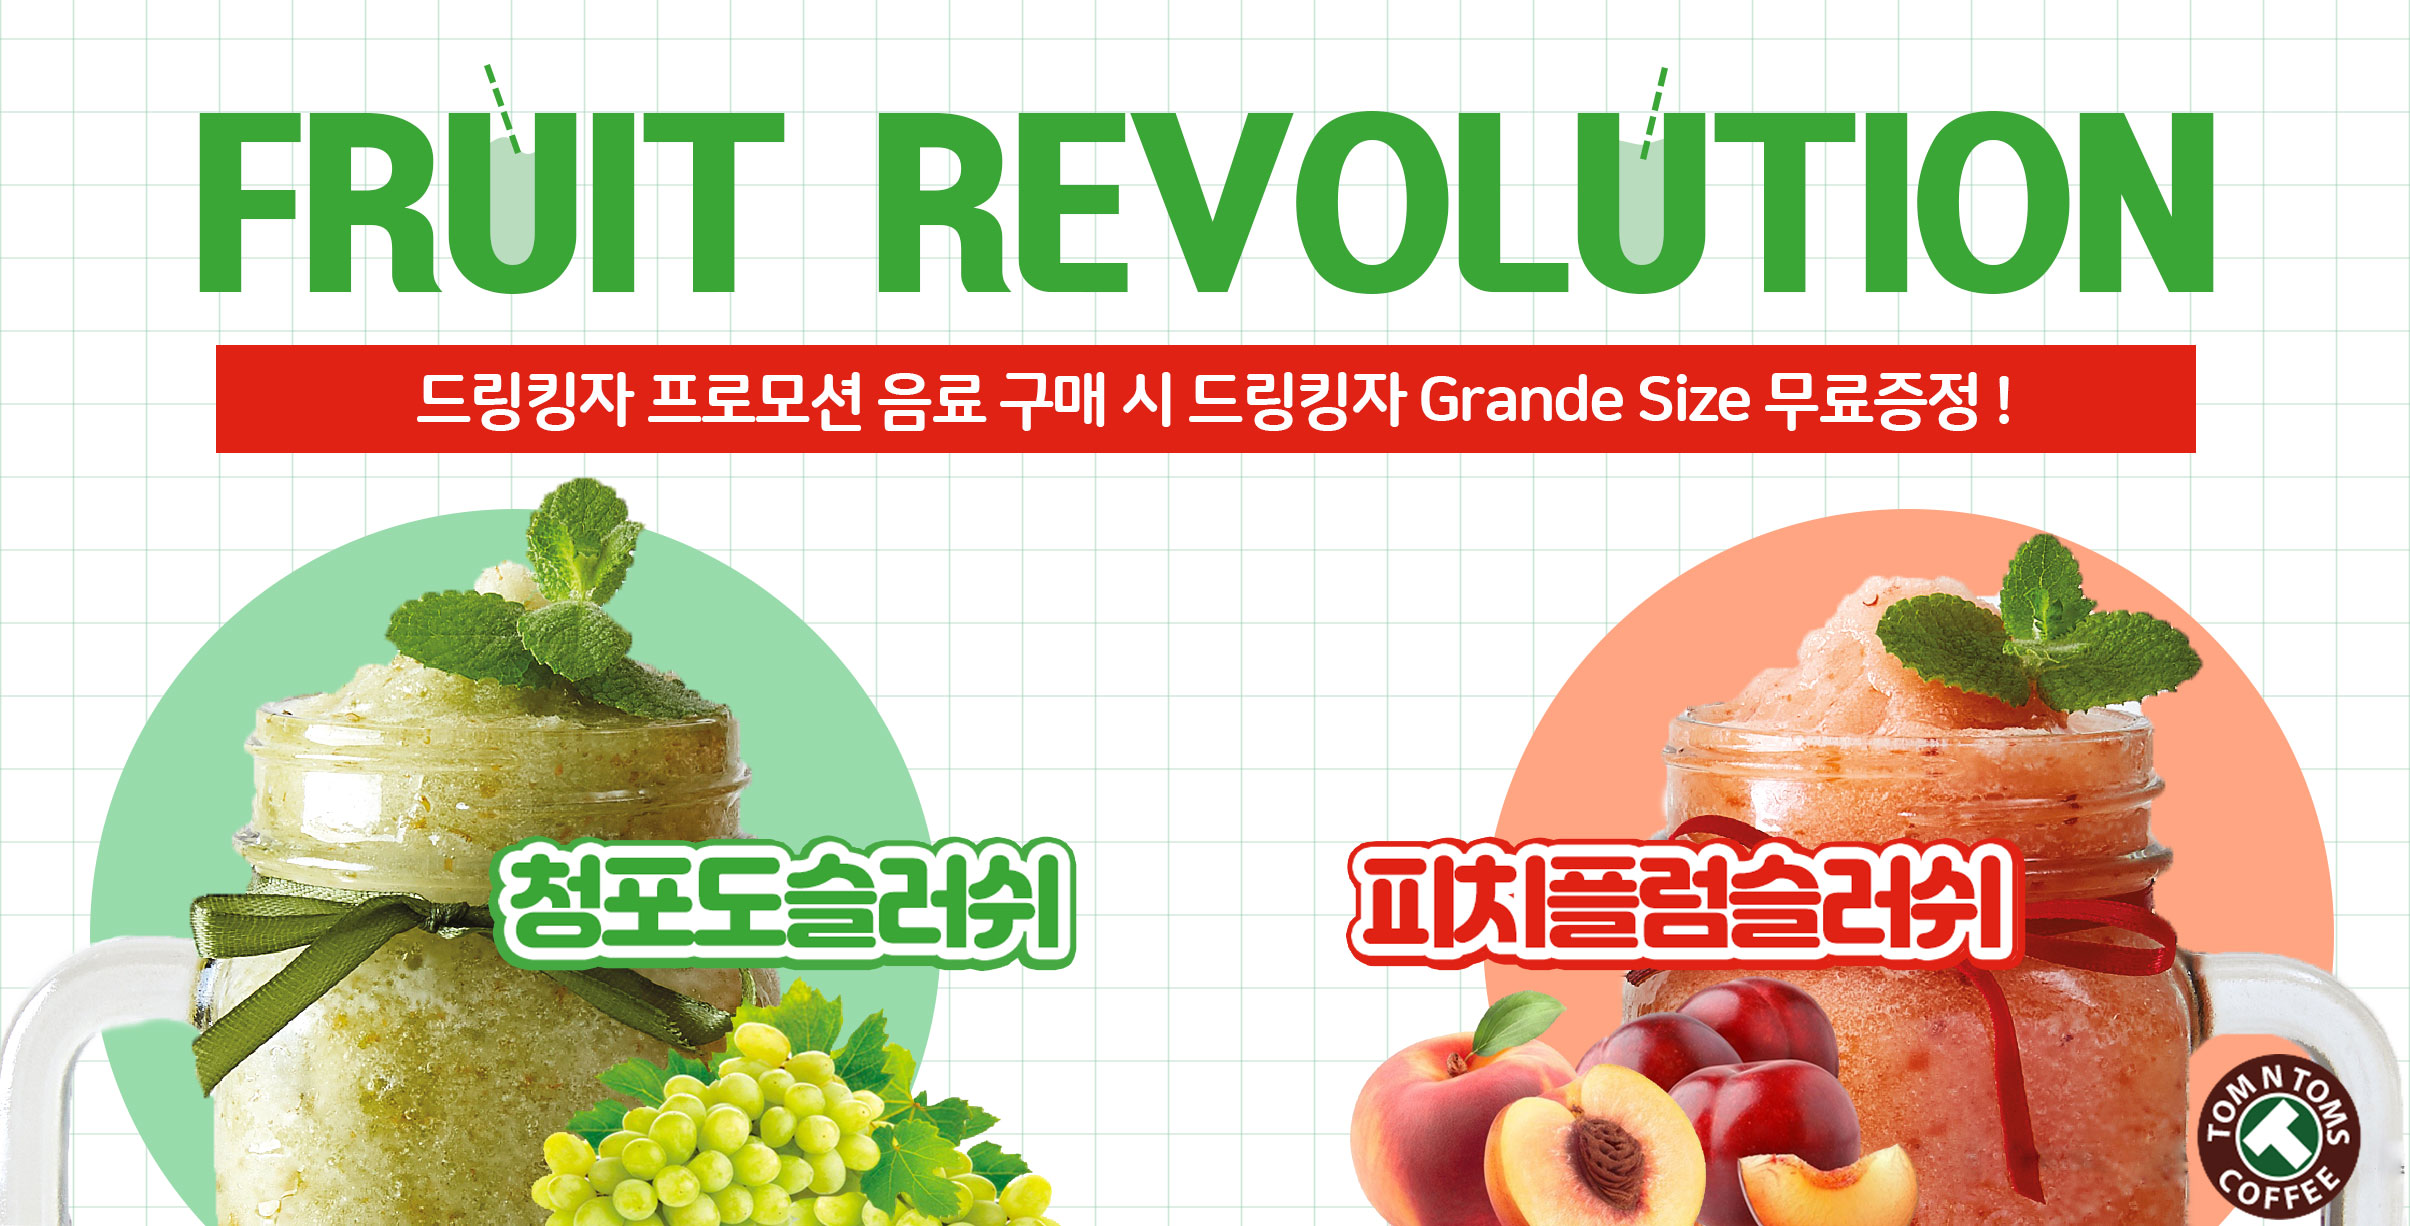 FRUIT REVOLUTION
드링킹자 프로모션 음료 구매 시 드링킹자 Grande Size 무료증정 !
청포도슬러쉬
피치플럼슬러쉬
TOM N TOMS
COFFEE